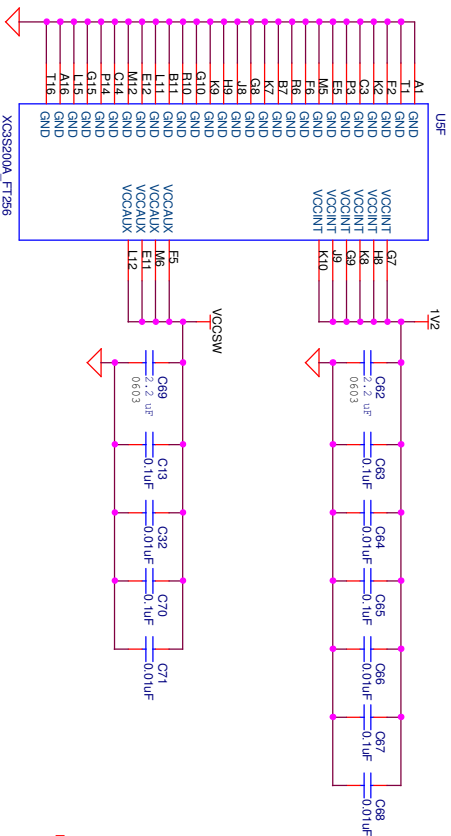 U5F
A1 GND
T1 GND
F2 GND
K2 GND
C3 GND
P3 GND
E5 GND
M5 GND
F6 GND
R6 GND
B7 GND
K7 GND
G8 GND
J8 GND
H9 GND
K9 GND
G10 GND
R10 GND
B11 GND
L11 GND
E12 GND
M12 GND
C14 GND
P14 GND
G15 GND
L15 GND
A16 GND
T16 GND
XC3S200A_FT256
VCCINT G7
VCCINT H8
VCCINT K8
VCCINT G9
VCCINT J9
VCCINT K10
VCCAUX F5
VCCAUX M6
VCCAUX E11
VCCAUX L12
1V2
C62
2.2 uF
0603
C63
0.1uF
C64
0.01uF
C65
0.1uF
C66
0.01uF
C67
0.1uF
C68
0.01uF
VCCSW
C69
2.2 uF
0603
C13
0.1uF
C32
0.01uF
C70
0.1uF
C71
0.01uF